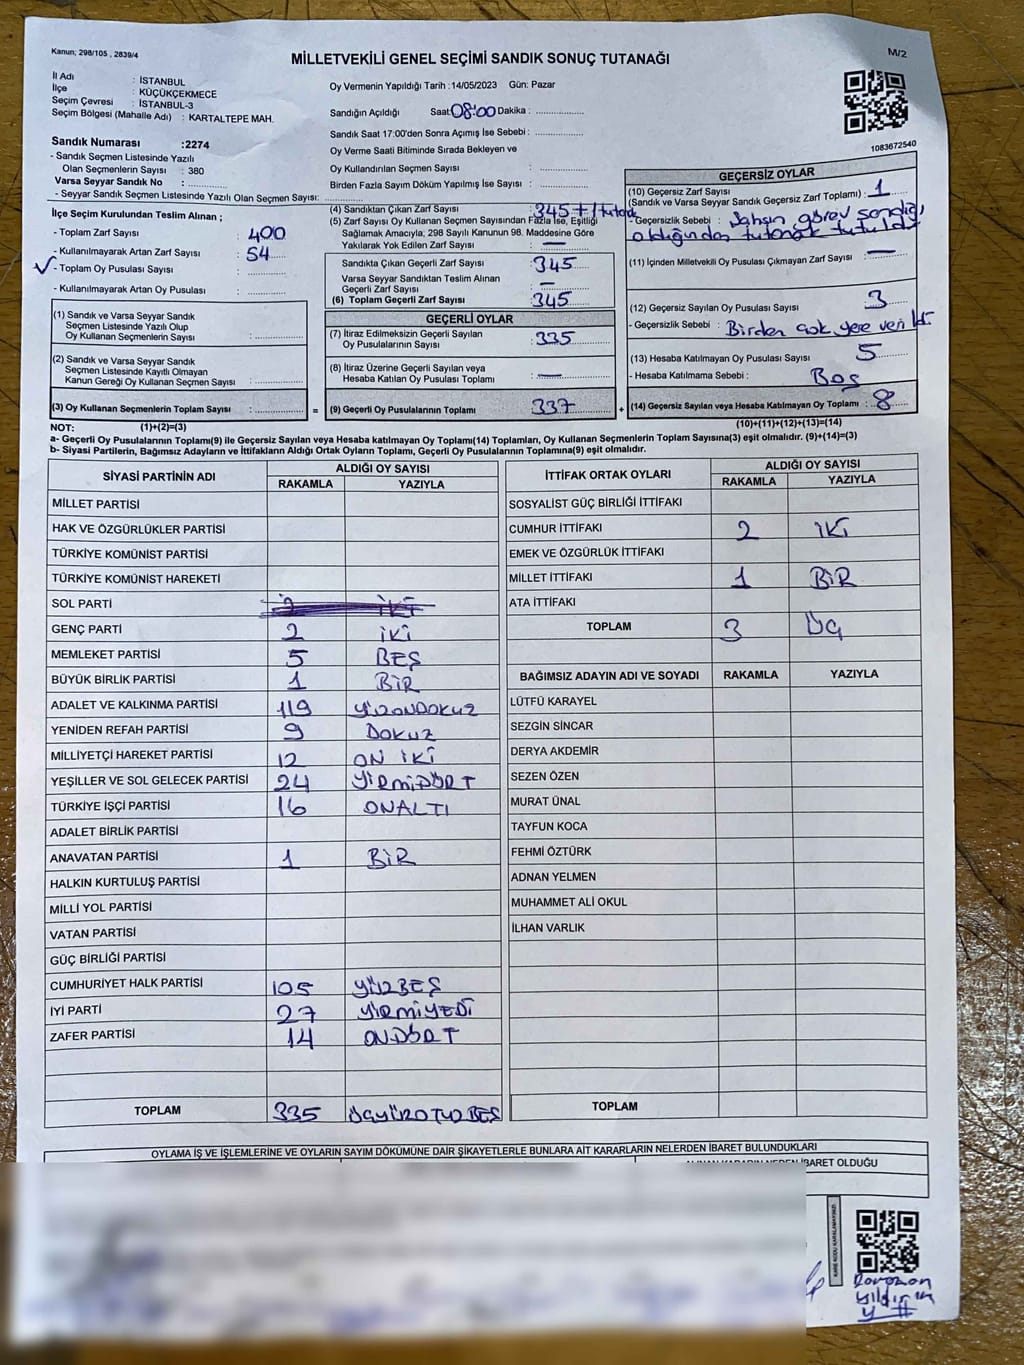 Kanun; 298/105 , 2839/4
MİLLETVEKİLİ GENEL SEÇİMİ SANDIK SONUÇ TUTANAĞI
M/2
İl Adı : İSTANBUL
İlçe : KÜÇÜKÇEKMECE
Seçim Çevresi : İSTANBUL-3
Seçim Bölgesi (Mahalle Adı) : KARTALTEPE MAH.
Sandık Numarası :2274
- Sandık Seçmen Listesinde Yazılı
Olan Seçmenlerin Sayısı : 380
Varsa Seyyar Sandık No :
- Seyyar Sandık Seçmen Listesinde Yazılı Olan Seçmen Sayısı:
Oy Vermenin Yapıldığı Tarih :14/05/2023 Gün: Pazar
Sandığın Açıldığı Saat 08:00 Dakika :
Sandık Saat 17:00'den Sonra Açımış İse Sebebi :
Oy Verme Saati Bitiminde Sırada Bekleyen ve
Oy Kullandırılan Seçmen Sayısı :
Birden Fazla Sayım Döküm Yapılmış İse Sayısı :
1083672540
İlçe Seçim Kurulundan Teslim Alınan ;
- Toplam Zarf Sayısı : 400
- Kullanılmayarak Artan Zarf Sayısı : 54
- Toplam Oy Pusulası Sayısı :
- Kullanılmayarak Artan Oy Pusulası :
(1) Sandık ve Varsa Seyyar Sandık
Seçmen Listesinde Yazılı Olup
Oy Kullanan Seçmenlerin Sayısı :
(2) Sandık ve Varsa Seyyar Sandık
Seçmen Listesinde Kayıtlı Olmayan
Kanun Gereği Oy Kullanan Seçmen Sayısı :
(3) Oy Kullanan Seçmenlerin Toplam Sayısı : =
(4) Sandıktan Çıkan Zarf Sayısı : 345 +1
(5) Zarf Sayısı Oy Kullanan Seçmen Sayısından Fazla İse, Eşitliği
Sağlamak Amacıyla; 298 Sayılı Kanunun 98. Maddesine Göre
Yakılarak Yok Edilen Zarf Sayısı : —
Sandıkta Çıkan Geçerli Zarf Sayısı : 345
Varsa Seyyar Sandıktan Teslim Alınan
Geçerli Zarf Sayısı : —
(6) Toplam Geçerli Zarf Sayısı : 345
GEÇERLİ OYLAR
(7) İtiraz Edilmeksizin Geçerli Sayılan
Oy Pusulalarının Sayısı : 335
(8) İtiraz Üzerine Geçerli Sayılan veya
Hesaba Katılan Oy Pusulası Toplamı : —
(9) Geçerli Oy Pusulalarının Toplamı : 337 +
GEÇERSİZ OYLAR
(10) Geçersiz Zarf Sayısı
(Sandık ve Varsa Seyyar Sandık Geçersiz Zarf Toplamı) : 1
- Geçersizlik Sebebi : Şahsın görev sandığı
olduğundan tutanak tutuldu
(11) İçinden Milletvekili Oy Pusulası Çıkmayan Zarf Sayısı : —
(12) Geçersiz Sayılan Oy Pusulası Sayısı : 3
- Geçersizlik Sebebi : Birden çok yere verildi.
(13) Hesaba Katılmayan Oy Pusulası Sayısı : 5
- Hesaba Katılmama Sebebi : Boş
(14) Geçersiz Sayılan veya Hesaba Katılmayan Oy Toplamı : 8
NOT: (1)+(2)=(3)
(10)+(11)+(12)+(13)=(14)
a- Geçerli Oy Pusulalarının Toplamı(9) ile Geçersiz Sayılan veya Hesaba katılmayan Oy Toplamı(14) Toplamları, Oy Kullanan Seçmenlerin Toplam Sayısına(3) eşit olmalıdır. (9)+(14)=(3)
b- Siyasi Partilerin, Bağımsız Adayların ve İttifakların Aldığı Ortak Oyların Toplamı, Geçerli Oy Pusulalarının Toplamına(9) eşit olmalıdır.
SİYASİ PARTİNİN ADI ALDIĞI OY SAYISI
RAKAMLA YAZIYLA
MİLLET PARTİSİ
HAK VE ÖZGÜRLÜKLER PARTİSİ
TÜRKİYE KOMÜNİST PARTİSİ
TÜRKİYE KOMÜNİST HAREKETİ
SOL PARTİ 2 İKİ
GENÇ PARTİ 2 İKİ
MEMLEKET PARTİSİ 5 BEŞ
BÜYÜK BİRLİK PARTİSİ 1 BİR
ADALET VE KALKINMA PARTİSİ 119 YÜZONDOKUZ
YENİDEN REFAH PARTİSİ 9 DOKUZ
MİLLİYETÇİ HAREKET PARTİSİ 12 ON İKİ
YEŞİLLER VE SOL GELECEK PARTİSİ 24 YİRMİDÖRT
TÜRKİYE İŞÇİ PARTİSİ 16 ONALTI
ADALET BİRLİK PARTİSİ
ANAVATAN PARTİSİ 1 BİR
HALKIN KURTULUŞ PARTİSİ
MİLLİ YOL PARTİSİ
VATAN PARTİSİ
GÜÇ BİRLİĞİ PARTİSİ
CUMHURİYET HALK PARTİSİ 105 YÜZBEŞ
İYİ PARTİ 27 YİRMİYEDİ
ZAFER PARTİSİ 14 ONDÖRT
TOPLAM 335 ÜÇYÜZOTUZBEŞ
İTTİFAK ORTAK OYLARI ALDIĞI OY SAYISI
RAKAMLA YAZIYLA
SOSYALİST GÜÇ BİRLİĞİ İTTİFAKI
CUMHUR İTTİFAKI 2 İKİ
EMEK VE ÖZGÜRLÜK İTTİFAKI
MİLLET İTTİFAKI 1 BİR
ATA İTTİFAKI
TOPLAM 3 ÜÇ
BAĞIMSIZ ADAYIN ADI VE SOYADI RAKAMLA YAZIYLA
LÜTFÜ KARAYEL
SEZGİN SİNCAR
DERYA AKDEMİR
SEZEN ÖZEN
MURAT ÜNAL
TAYFUN KOCA
FEHMİ ÖZTÜRK
ADNAN YELMEN
MUHAMMET ALİ OKUL
İLHAN VARLIK
TOPLAM
OYLAMA İŞ VE İŞLEMLERİNE VE OYLARIN SAYIM DÖKÜMÜNE DAİR ŞİKAYETLERLE BUNLARA AİT KARARLARIN NELERDEN İBARET BULUNDUKLARI
İBARET OLDUĞU
KARE KODU KARALAMAYINIZ!
Yıldırım